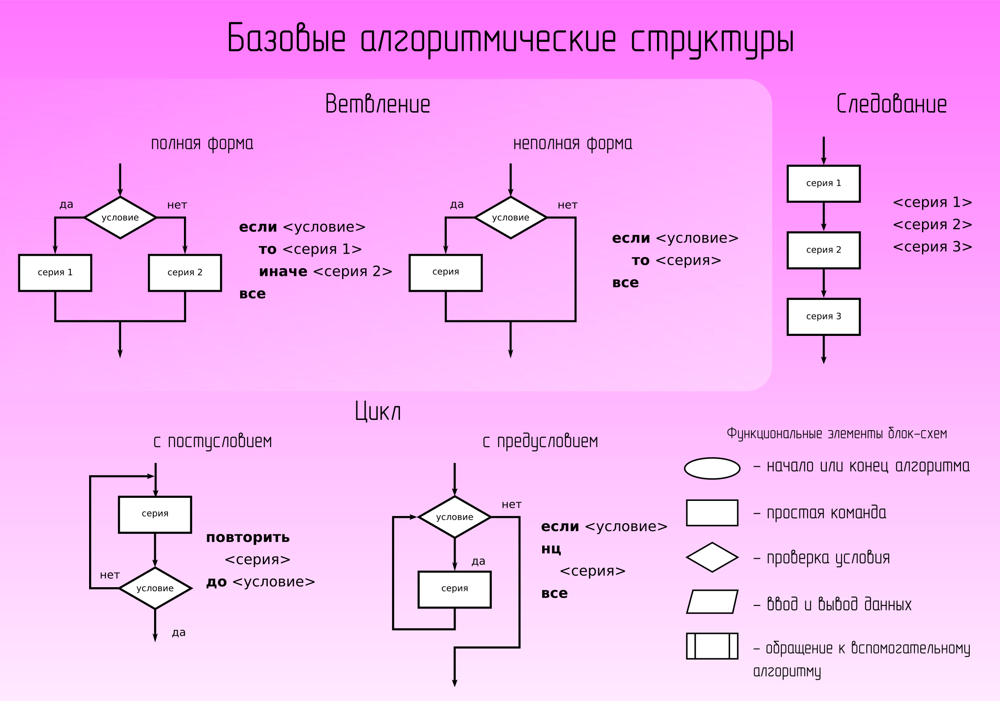 Базовые алгоритмические структуры
Ветвление
полная форма
да
нет
условие
серия 1
серия 2
если <условие>
то <серия 1>
иначе <серия 2>
все
неполная форма
да
нет
условие
серия
если <условие>
то <серия>
все
Следование
серия 1
серия 2
серия 3
<серия 1>
<серия 2>
<серия 3>
Цикл
с постусловием
серия
нет
условие
да
повторить
<серия>
до <условие>
с предусловием
нет
условие
да
серия
если <условие>
нц
<серия>
все
Функциональные элементы блок-схем
- начало или конец алгоритма
- простая команда
- проверка условия
- ввод и вывод данных
- обращение к вспомогательному
алгоритму